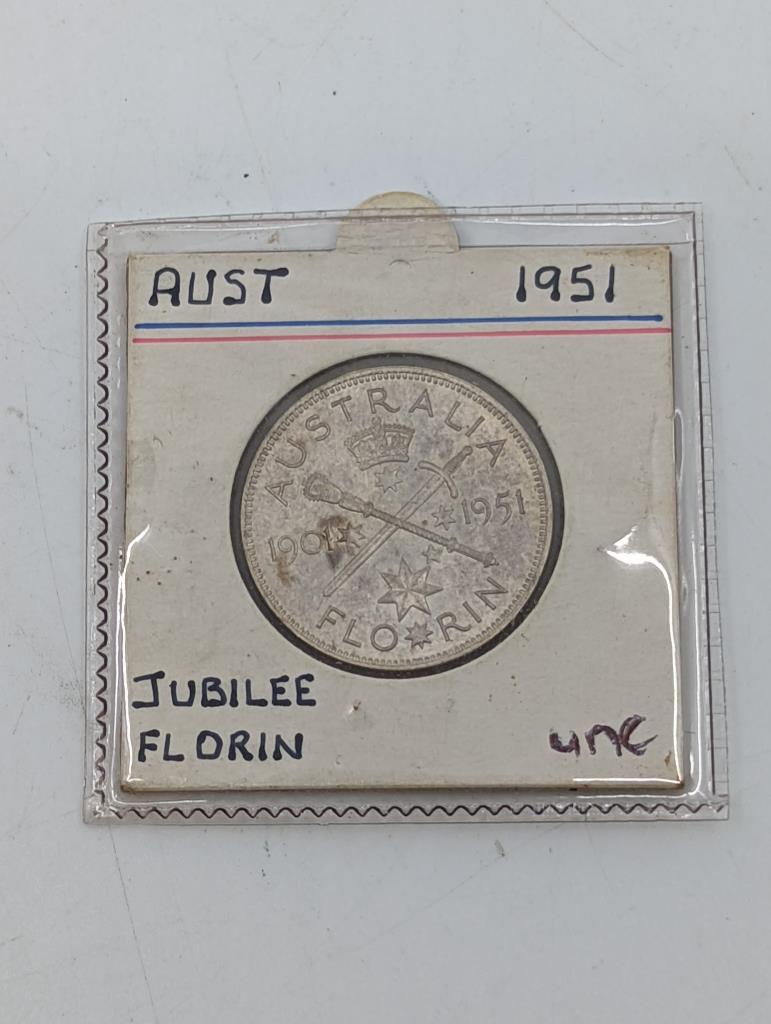 AUST 1951
AUSTRALIA
1901 1951
FLORIN
JUBILEE
FLORIN unc